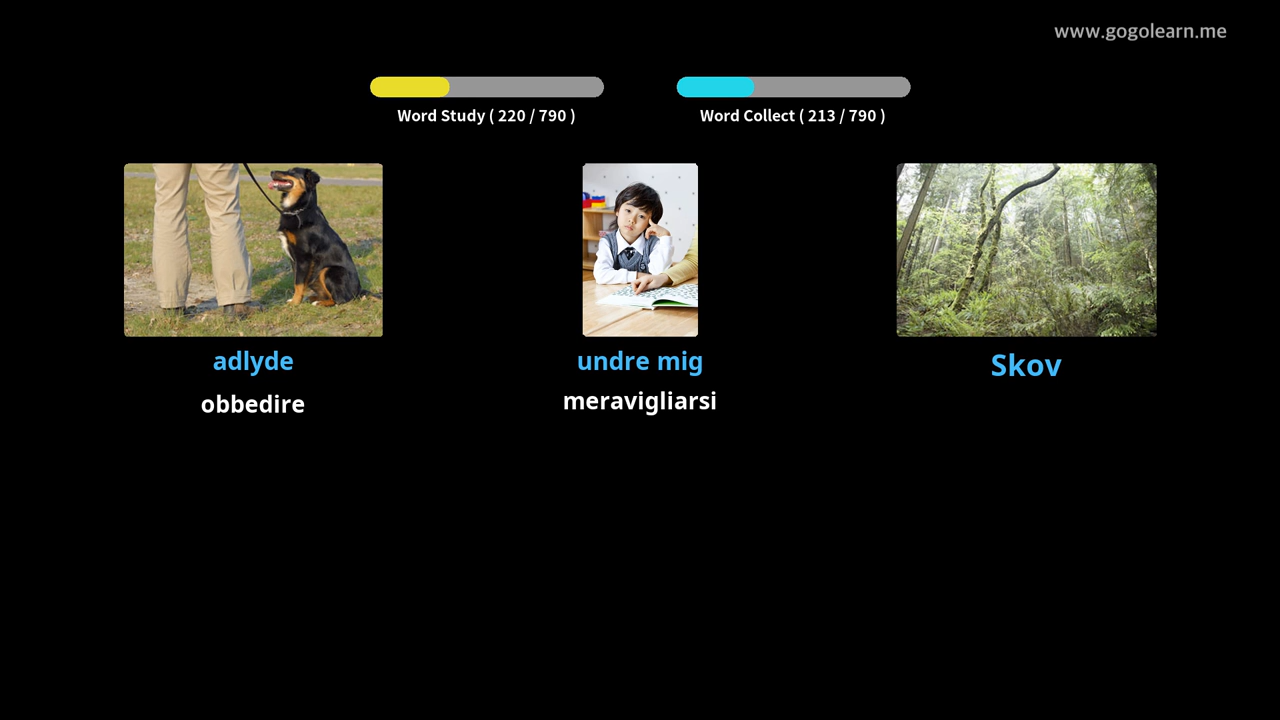 www.gogolearn.me
Word Study ( 220 / 790 )
Word Collect ( 213 / 790 )
adlyde
undre mig
Skov
obbedire
meravigliarsi